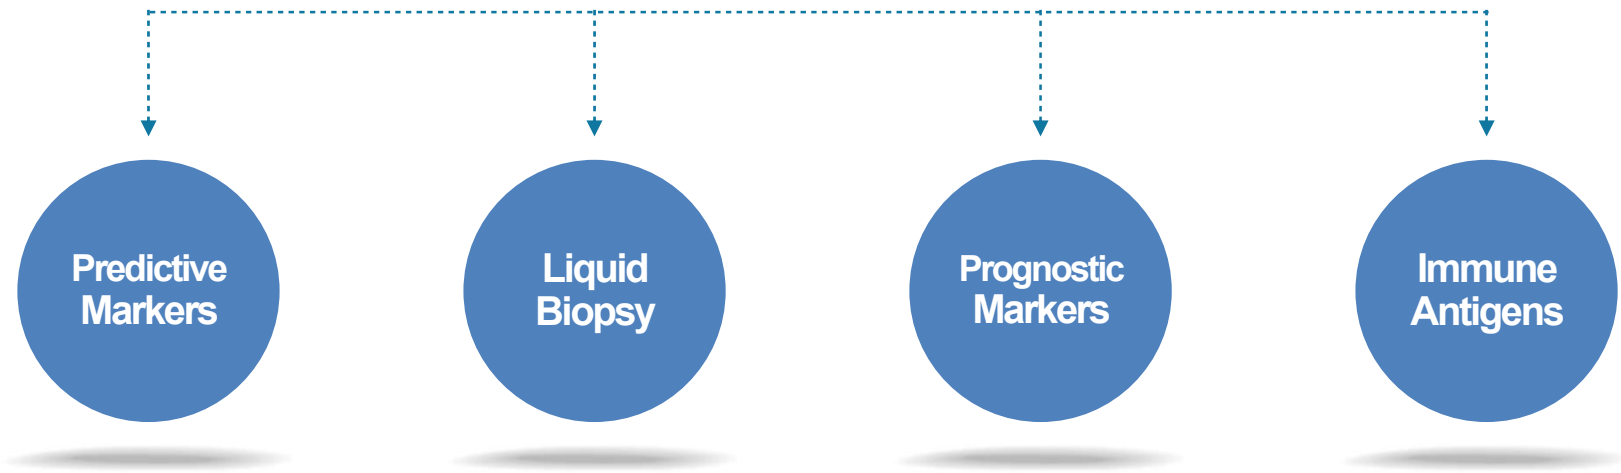 Predictive
Markers
Liquid
Biopsy
Prognostic
Markers
Immune
Antigens